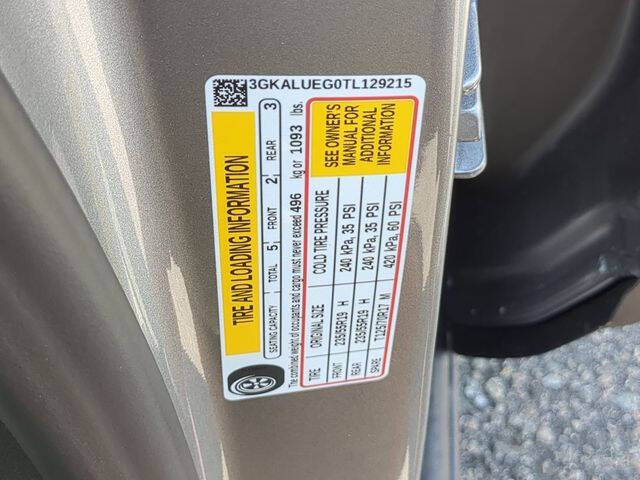 3GKALUEG0TL129215
TIRE AND LOADING INFORMATION
SEATING CAPACITY TOTAL 5 FRONT 2 REAR 3
The combined weight of occupants and cargo must never exceed 496 kg or 1093 lbs.
TIRE ORIGINAL SIZE COLD TIRE PRESSURE
FRONT 235/55R19 H 240 kPa, 35 PSI
REAR 235/55R19 H 240 kPa, 35 PSI
SPARE T125/70R17 M 420 kPa, 60 PSI
SEE OWNER'S
MANUAL FOR
ADDITIONAL
INFORMATION